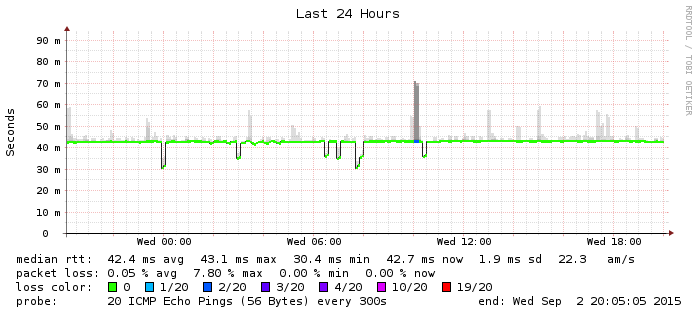 Last 24 Hours
RRDTOOL / TOBI OETIKER
Seconds
90 m
80 m
70 m
60 m
50 m
40 m
30 m
20 m
10 m
0
Wed 00:00 Wed 06:00 Wed 12:00 Wed 18:00
median rtt: 42.4 ms avg 43.1 ms max 30.4 ms min 42.7 ms now 1.9 ms sd 22.3 am/s
packet loss: 0.05 % avg 7.80 % max 0.00 % min 0.00 % now
loss color: 0 1/20 2/20 3/20 4/20 10/20 19/20
probe: 20 ICMP Echo Pings (56 Bytes) every 300s end: Wed Sep 2 20:05:05 2015